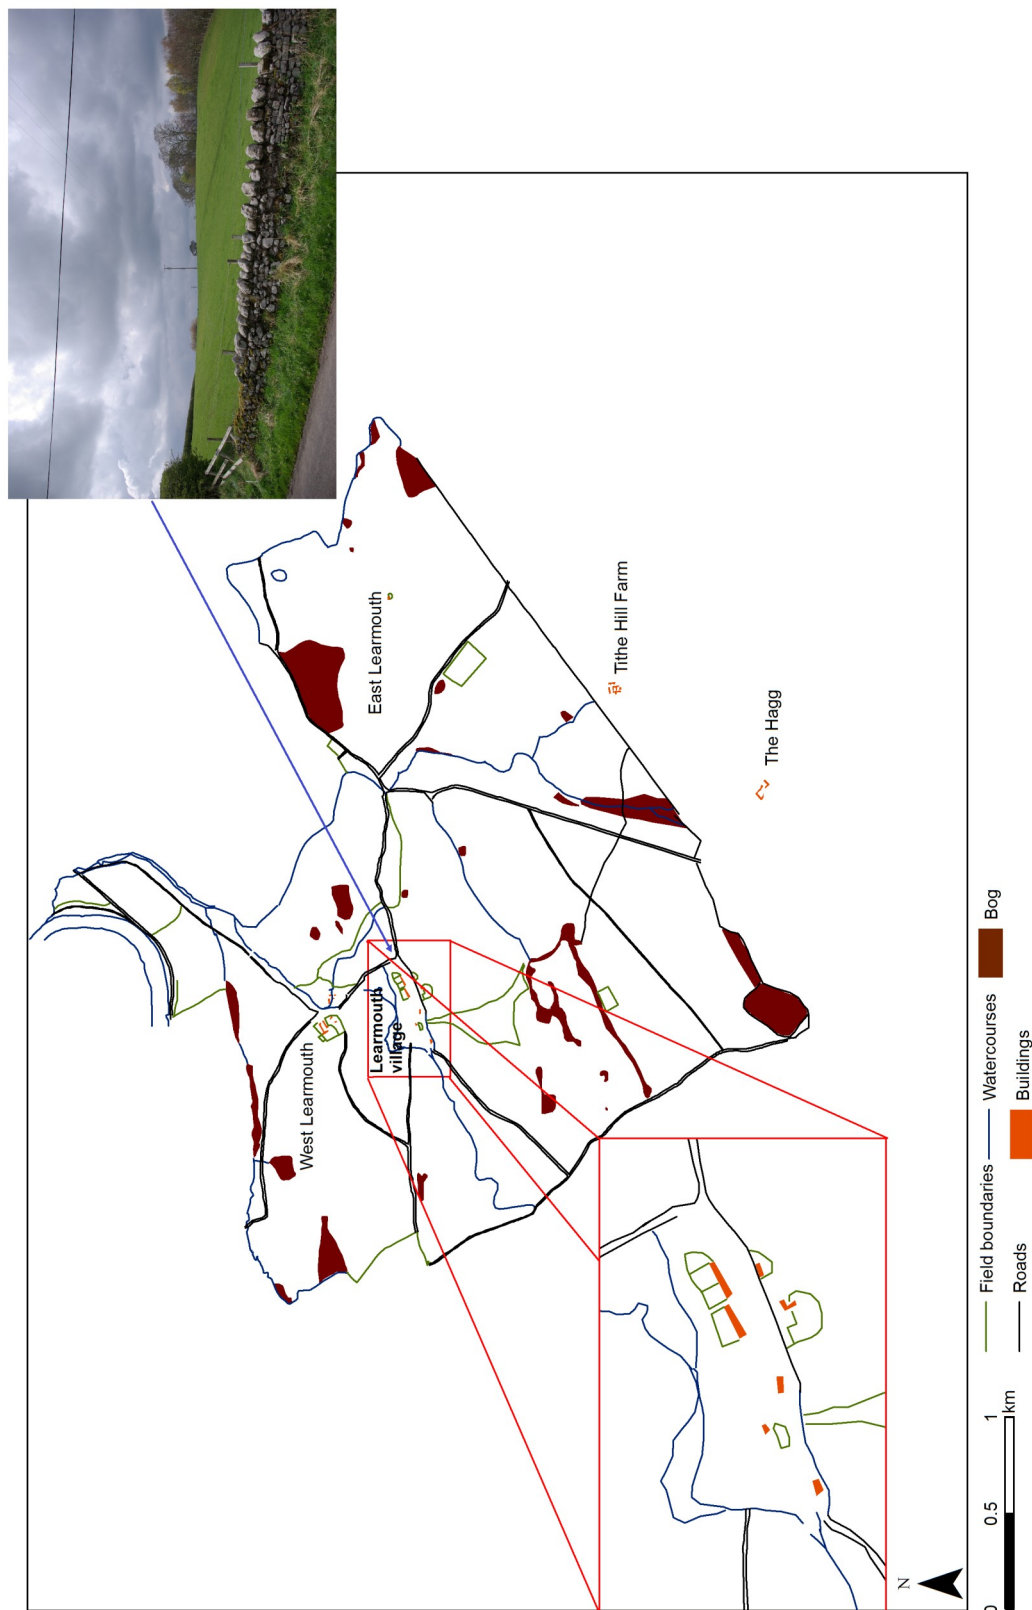 East Learmouth
West Learmouth
Learmouth
village
Tithe Hill Farm
The Hagg
N
0 0.5 1
km
Field boundaries
Watercourses
Bog
Roads
Buildings